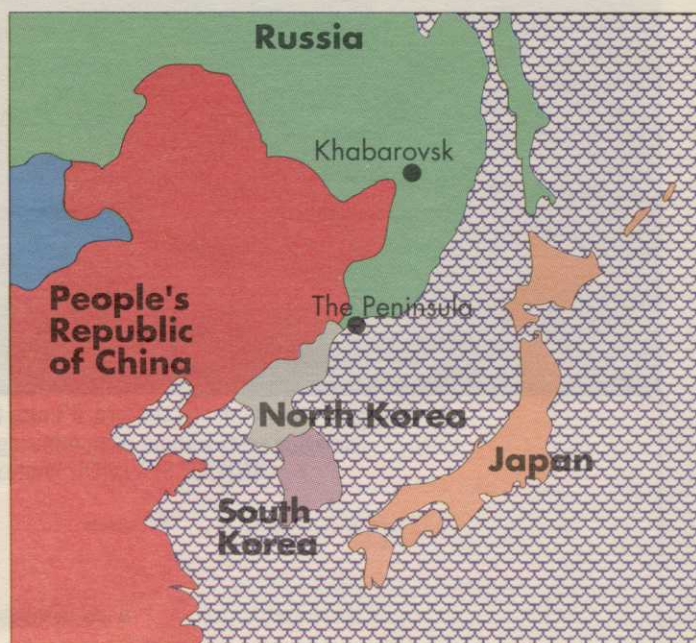 Russia
Khabarovsk
The Peninsula
People's
Republic
of China
North Korea
Japan
South
Korea